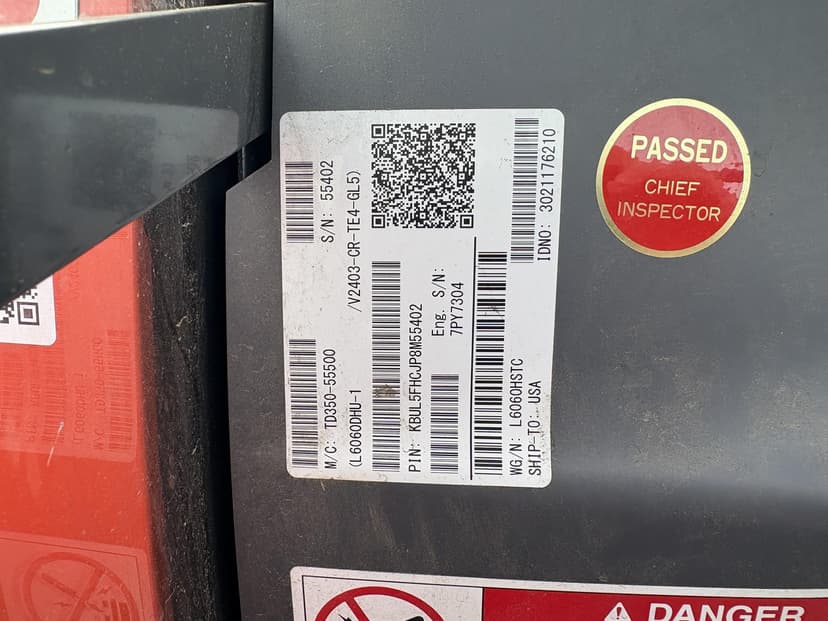 M/C: TD350-55500 S/N: 55402
(L6060DHU-1 /V2403-CR-TE4-GL5)
PIN: KBUL5FHCJP8M55402
Eng. S/N:
7PY7304
WG/N: L6060HSTC
SHIP-TO: USA
IDNO: 3021176210
PASSED
CHIEF
INSPECTOR
DANGER